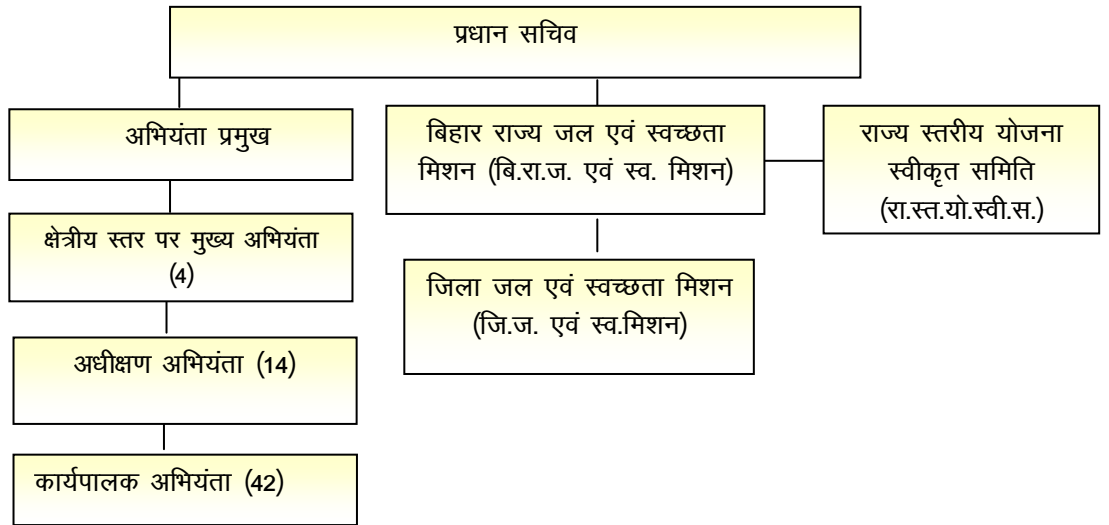 प्रधान सचिव
अभियंता प्रमुख
बिहार राज्य जल एवं स्वच्छता
मिशन (बि.रा.ज. एवं स्व. मिशन)
राज्य स्तरीय योजना
स्वीकृत समिति
(रा.स्त.यो.स्वी.स.)
क्षेत्रीय स्तर पर मुख्य अभियंता
(4)
जिला जल एवं स्वच्छता मिशन
(जि.ज. एवं स्व.मिशन)
अधीक्षण अभियंता (14)
कार्यपालक अभियंता (42)